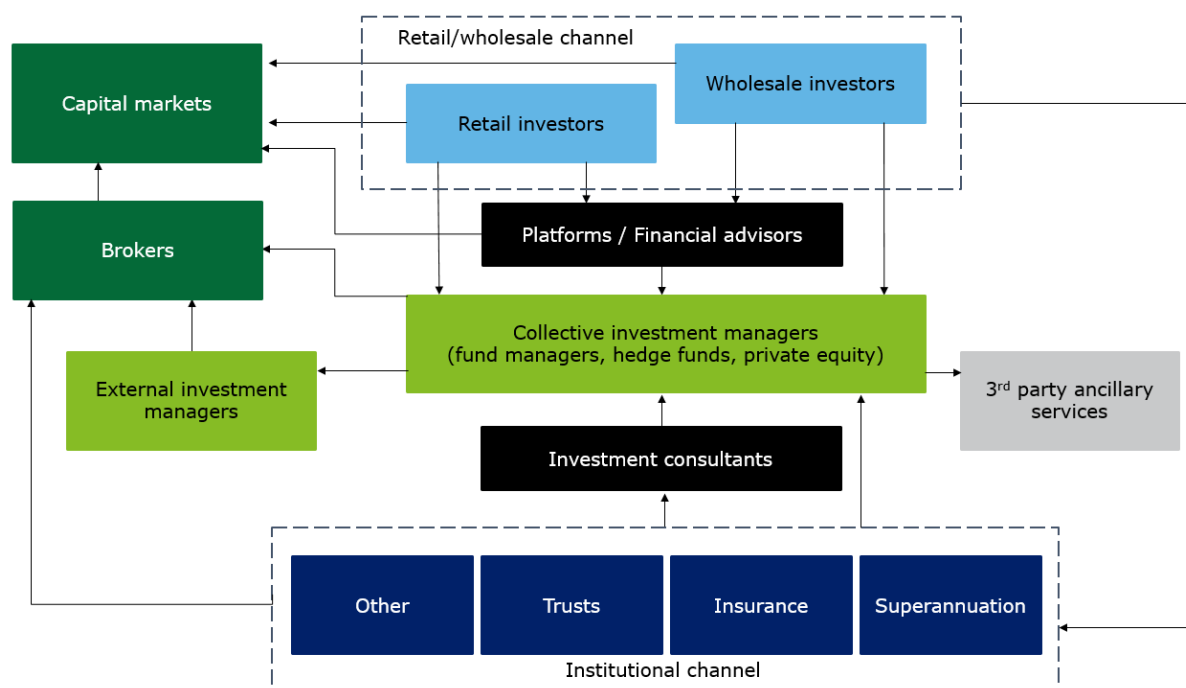 Retail/wholesale channel
Capital markets
Wholesale investors
Retail investors
Platforms / Financial advisors
Brokers
Collective investment managers
(fund managers, hedge funds, private equity)
External investment
managers
3rd party ancillary
services
Investment consultants
Other
Trusts
Insurance
Superannuation
Institutional channel